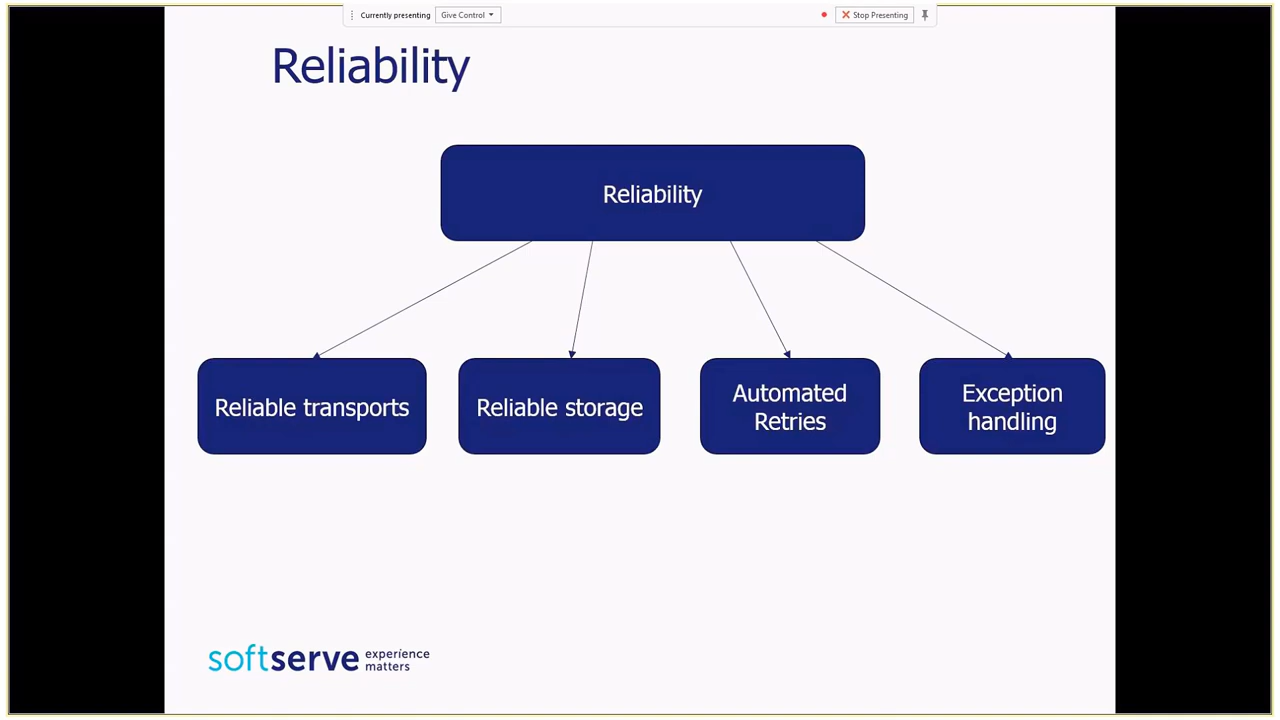 Currently presenting
Give Control
Stop Presenting
Reliability
Reliability
Reliable transports
Reliable storage
Automated
Retries
Exception
handling
softserve
experience
matters